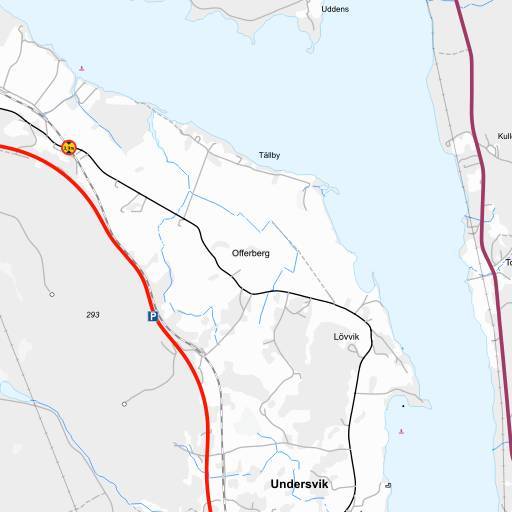 Uddens
Kull
Tällby
Offerberg
To
293
P
Lövvik
Undersvik